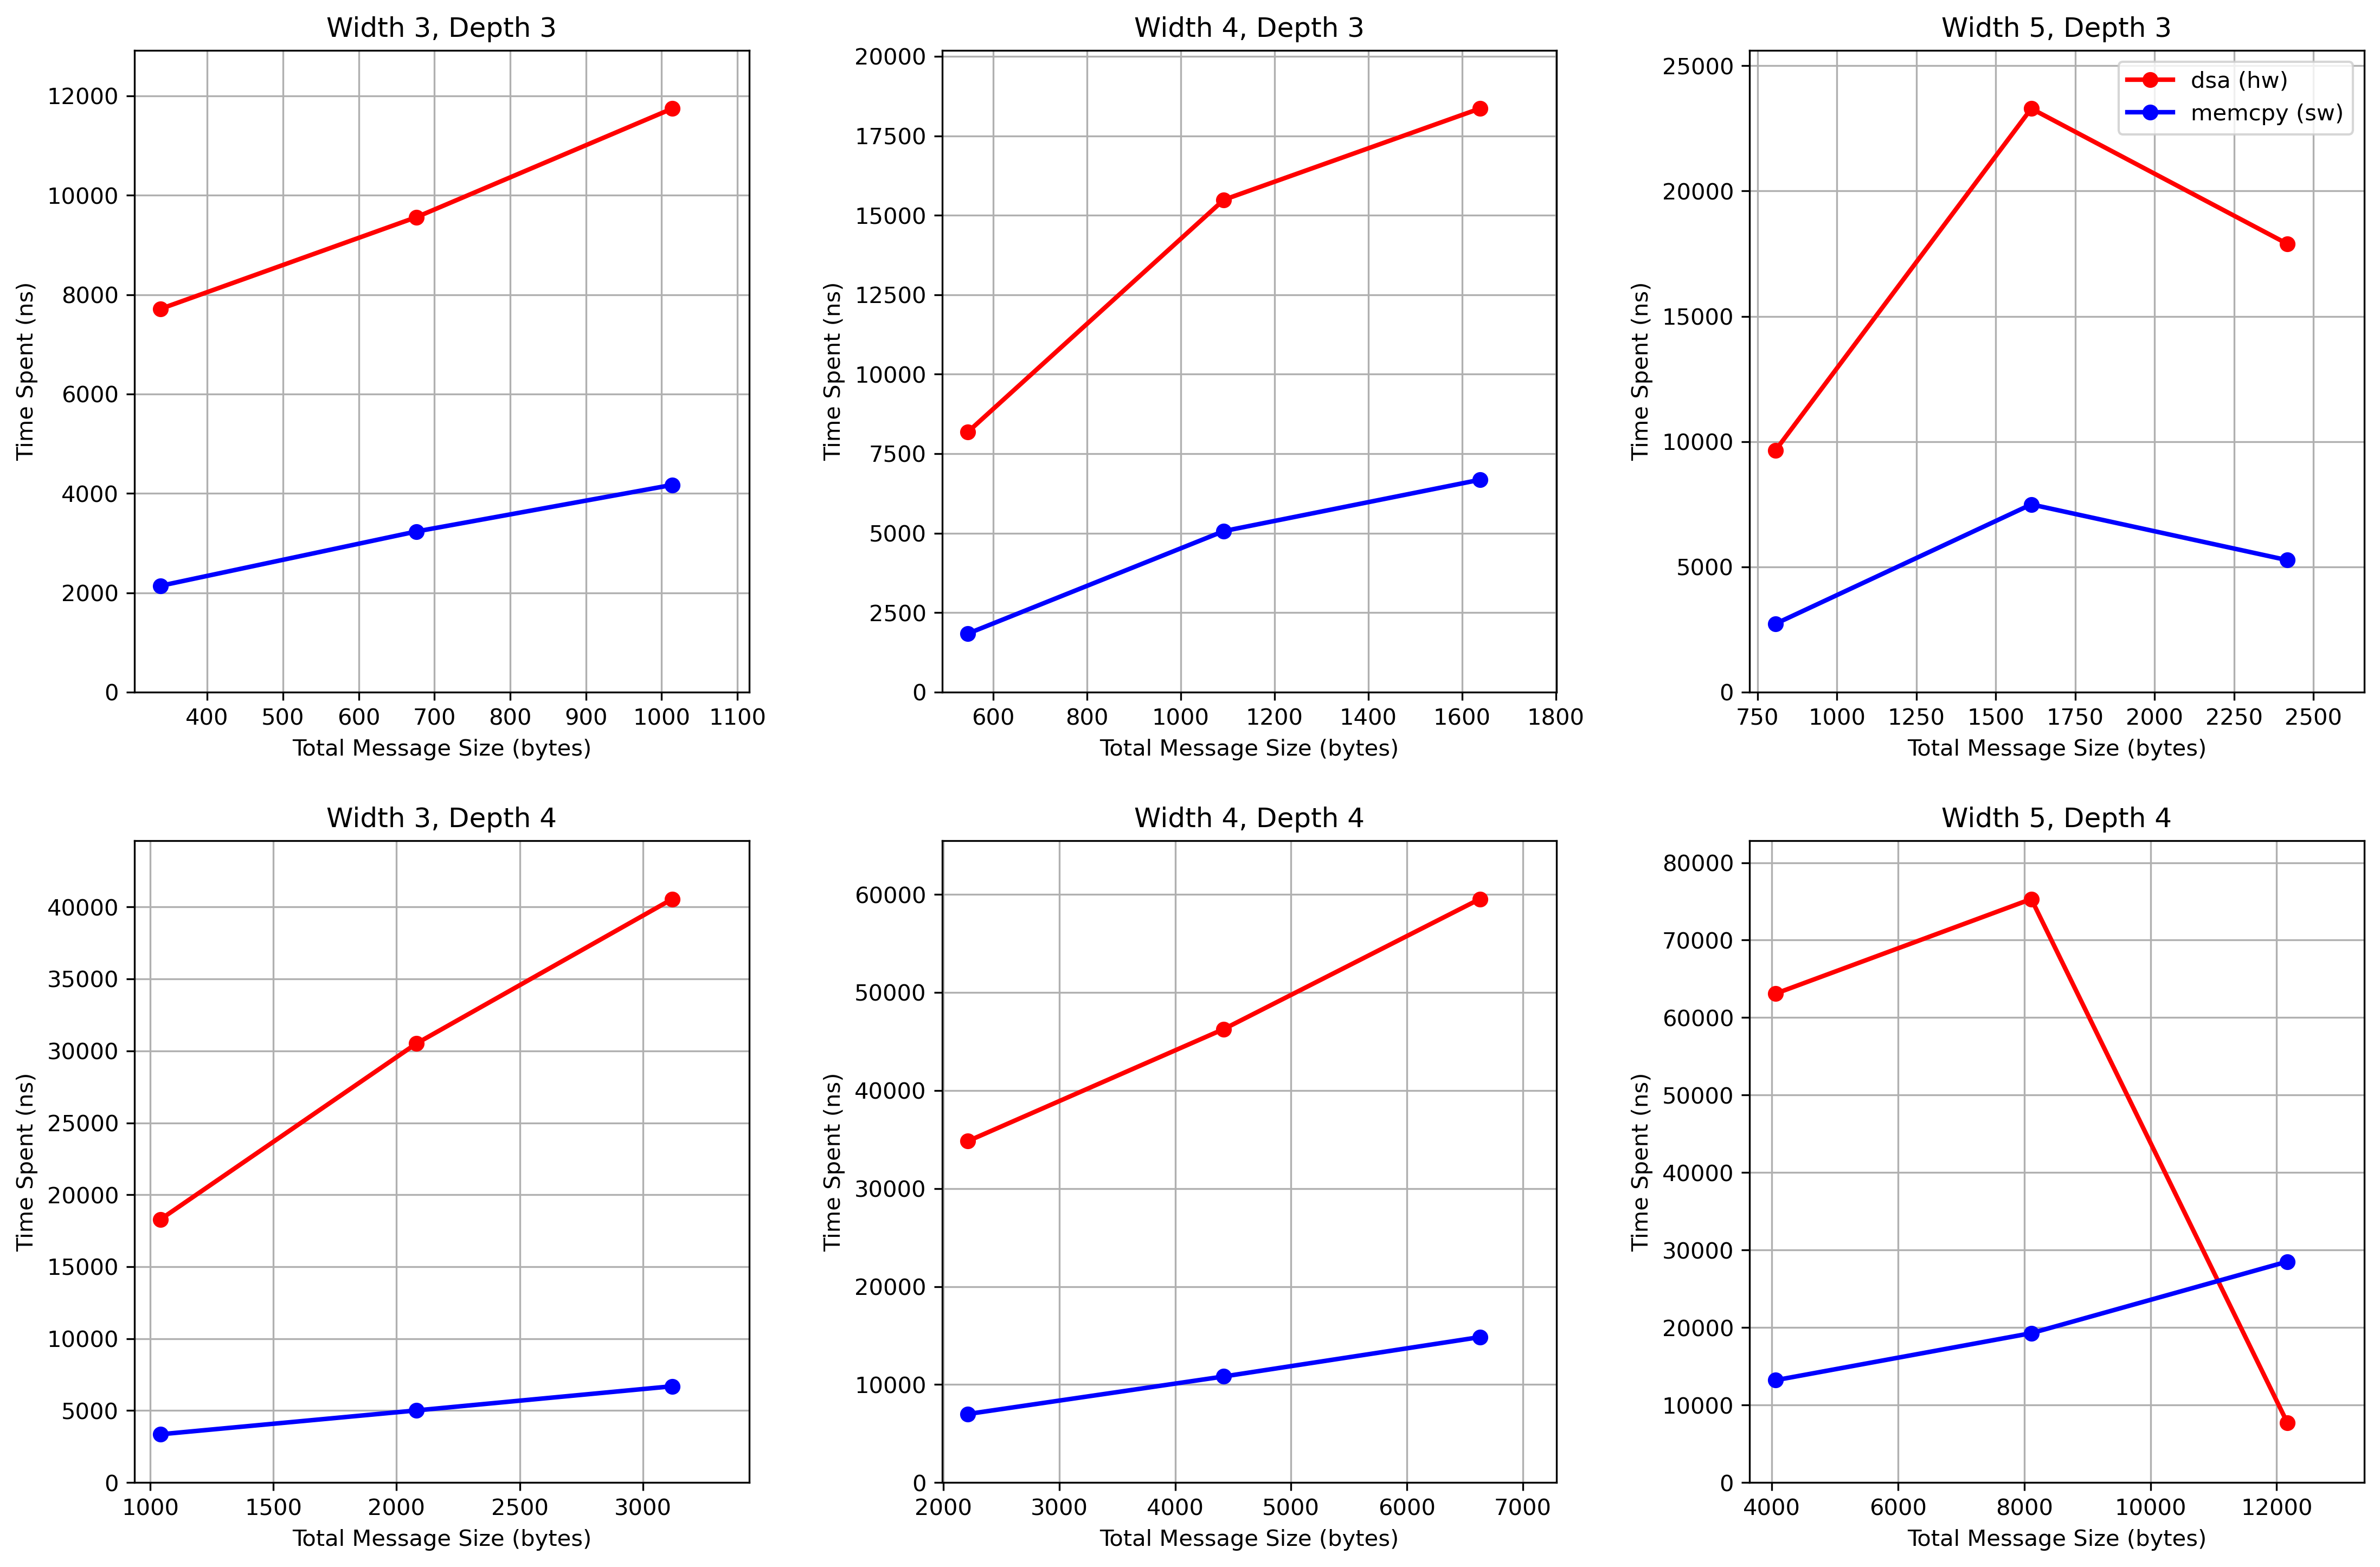 Width 3, Depth 3
Time Spent (ns)
12000
10000
8000
6000
4000
2000
0
400 500 600 700 800 900 1000 1100
Total Message Size (bytes)
Width 4, Depth 3
Time Spent (ns)
20000
17500
15000
12500
10000
7500
5000
2500
0
600 800 1000 1200 1400 1600 1800
Total Message Size (bytes)
Width 5, Depth 3
dsa (hw)
memcpy (sw)
Time Spent (ns)
25000
20000
15000
10000
5000
0
750 1000 1250 1500 1750 2000 2250 2500
Total Message Size (bytes)
Width 3, Depth 4
Time Spent (ns)
40000
35000
30000
25000
20000
15000
10000
5000
0
1000 1500 2000 2500 3000
Total Message Size (bytes)
Width 4, Depth 4
Time Spent (ns)
60000
50000
40000
30000
20000
10000
0
2000 3000 4000 5000 6000 7000
Total Message Size (bytes)
Width 5, Depth 4
Time Spent (ns)
80000
70000
60000
50000
40000
30000
20000
10000
0
4000 6000 8000 10000 12000
Total Message Size (bytes)